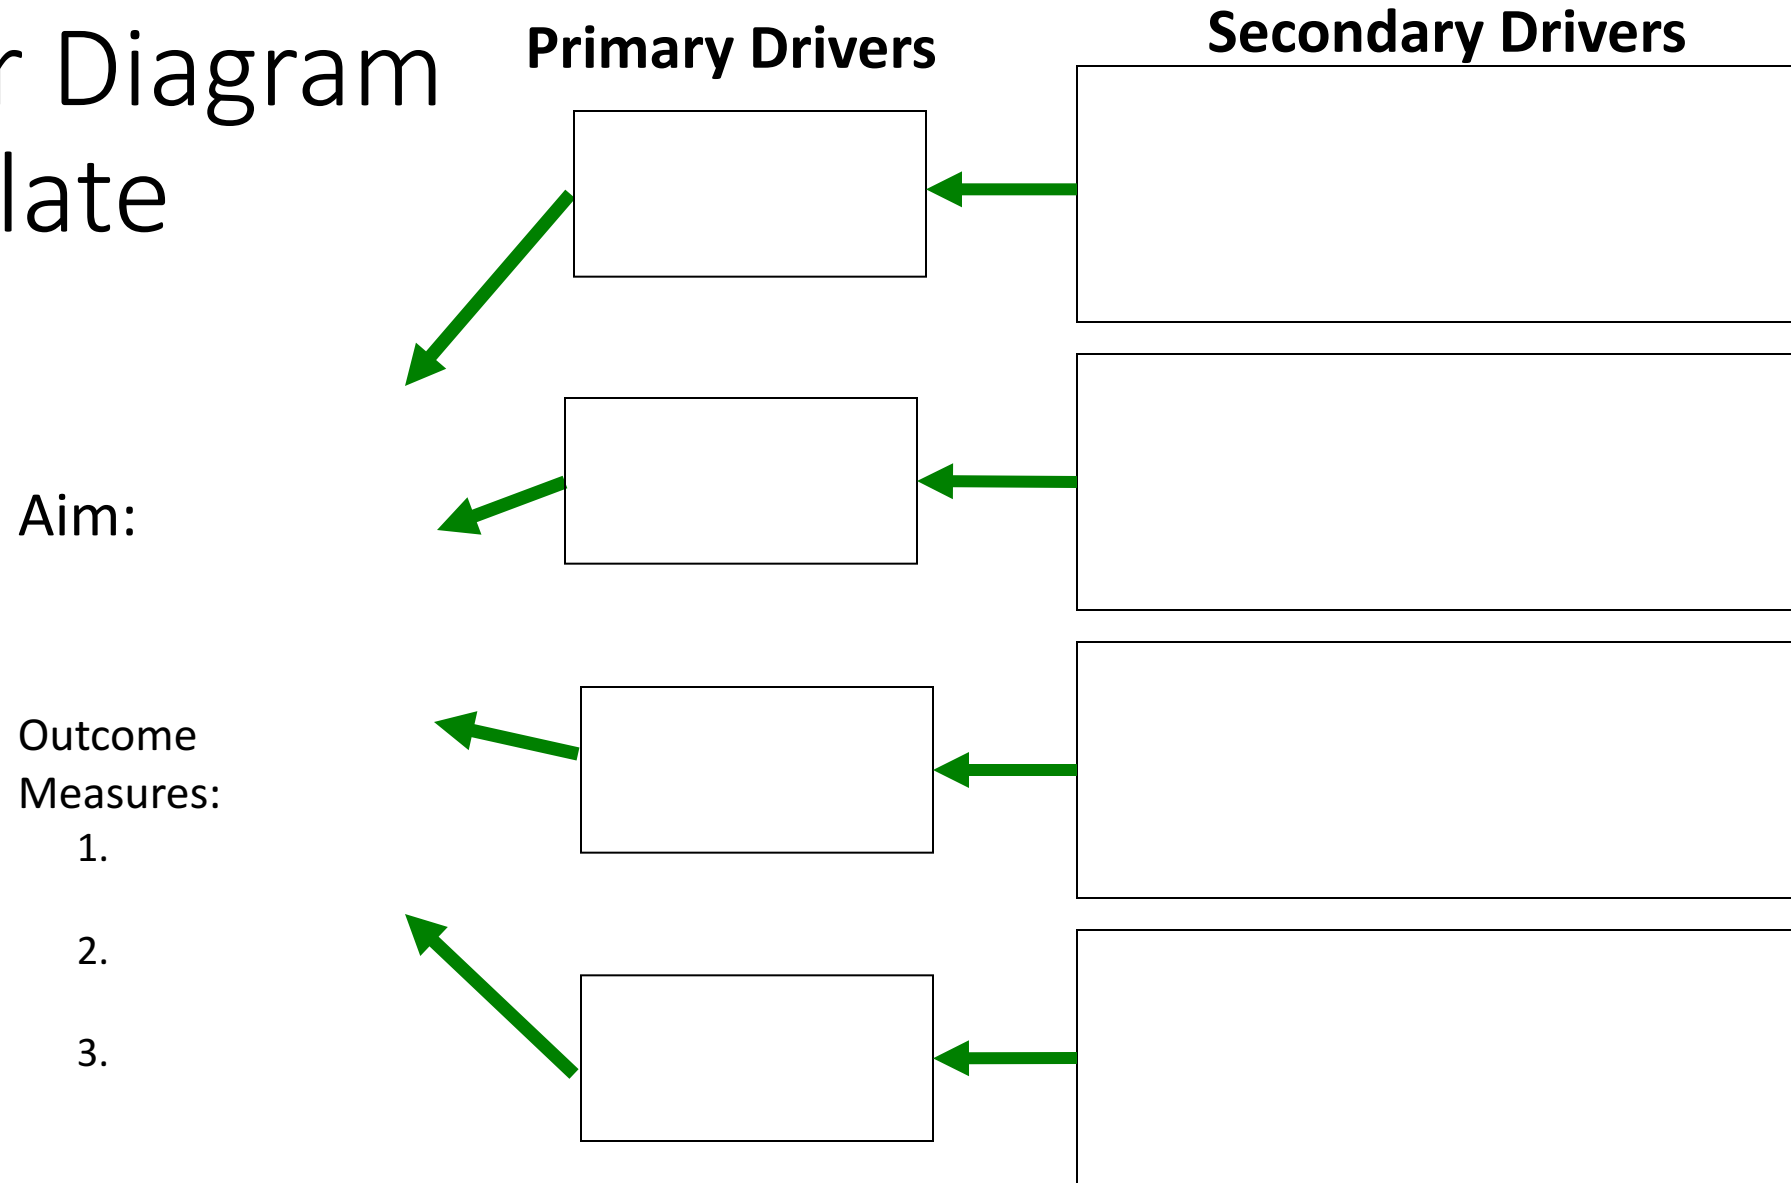 r Diagram
late
Primary Drivers
Secondary Drivers
Aim:
Outcome
Measures:
1.
2.
3.